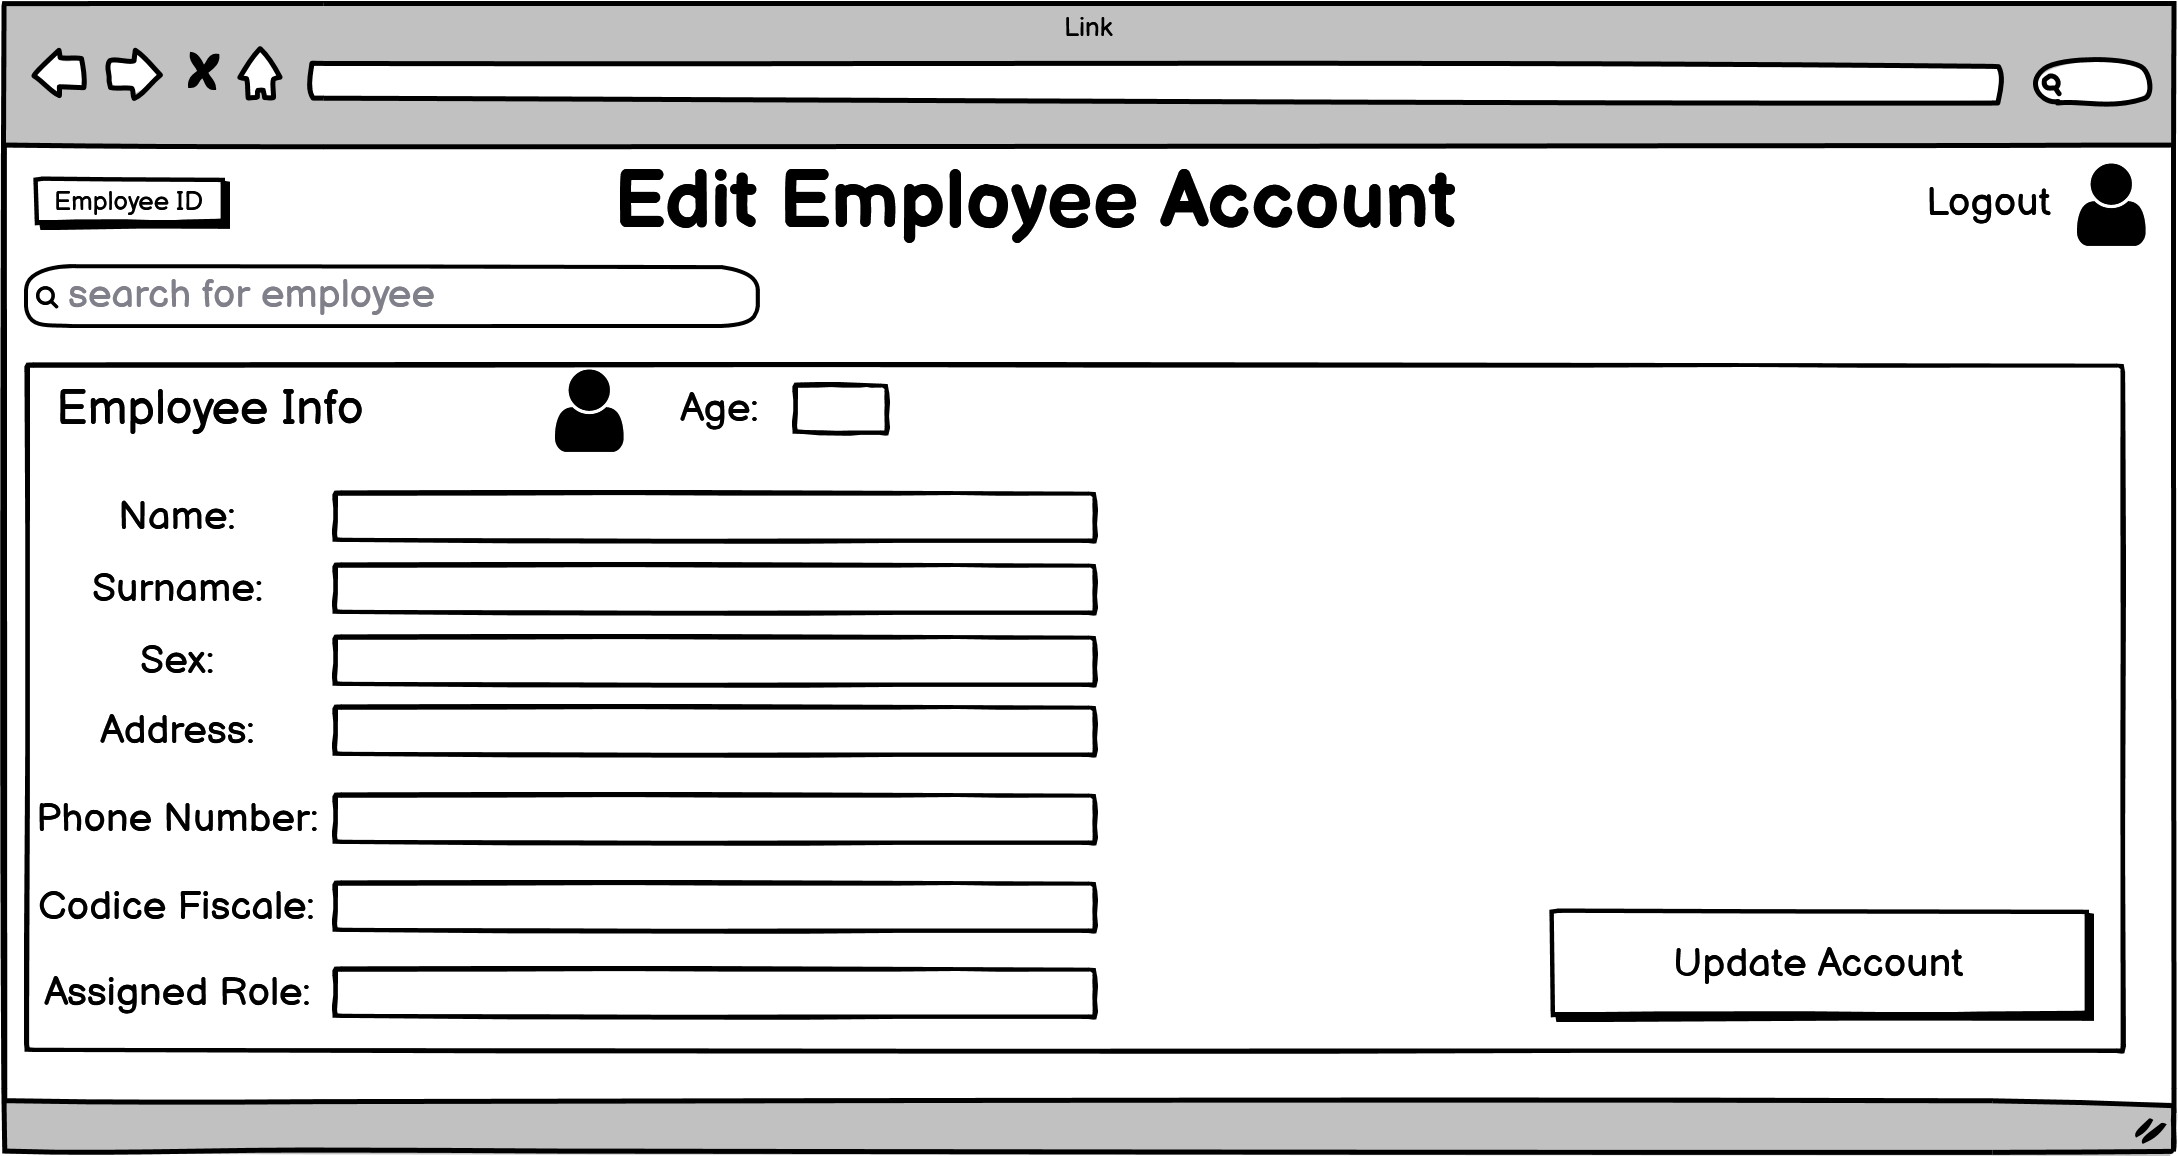 Link
Employee ID
Edit Employee Account
Logout
search for employee
Employee Info
Age:
Name:
Surname:
Sex:
Address:
Phone Number:
Codice Fiscale:
Assigned Role:
Update Account